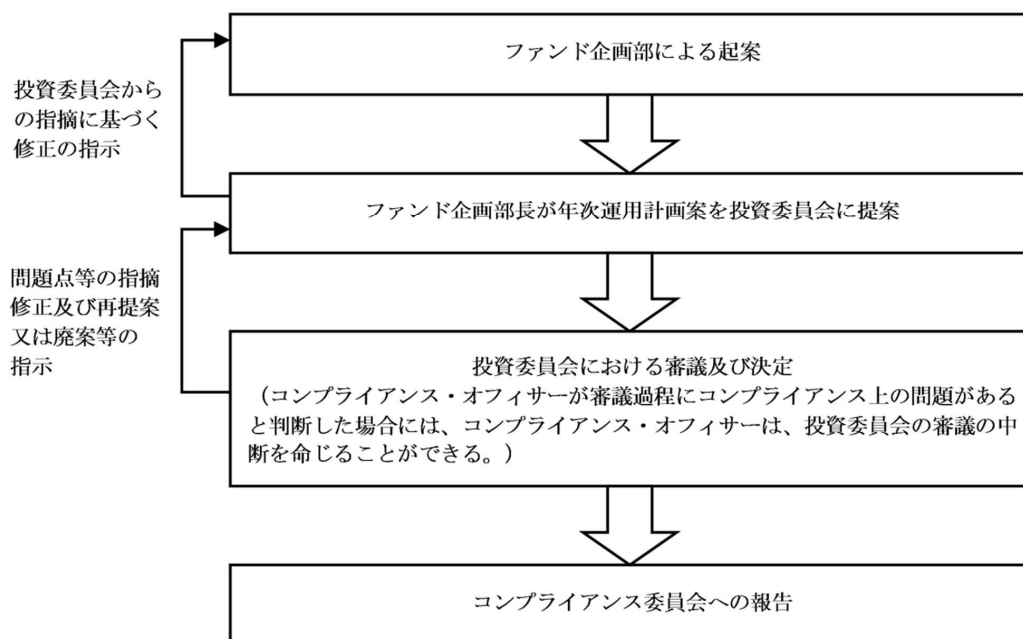 ファンド企画部による起案
投資委員会から
の指摘に基づく
修正の指示
ファンド企画部長が年次運用計画案を投資委員会に提案
問題点等の指摘
修正及び再提案
又は廃案等の
指示
投資委員会における審議及び決定
（コンプライアンス・オフィサーが審議過程にコンプライアンス上の問題がある
と判断した場合には、コンプライアンス・オフィサーは、投資委員会の審議の中
断を命じることができる。）
コンプライアンス委員会への報告